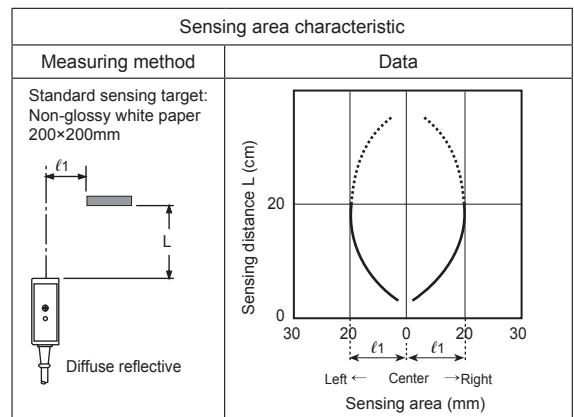 Sensing area characteristic
Measuring method
Data
Standard sensing target:
Non-glossy white paper
200×200mm
ℓ1
L
Diffuse reflective
Sensing distance L (cm)
20
0
30 20 0 20 30
ℓ1 ℓ1
Left ← Center →Right
Sensing area (mm)